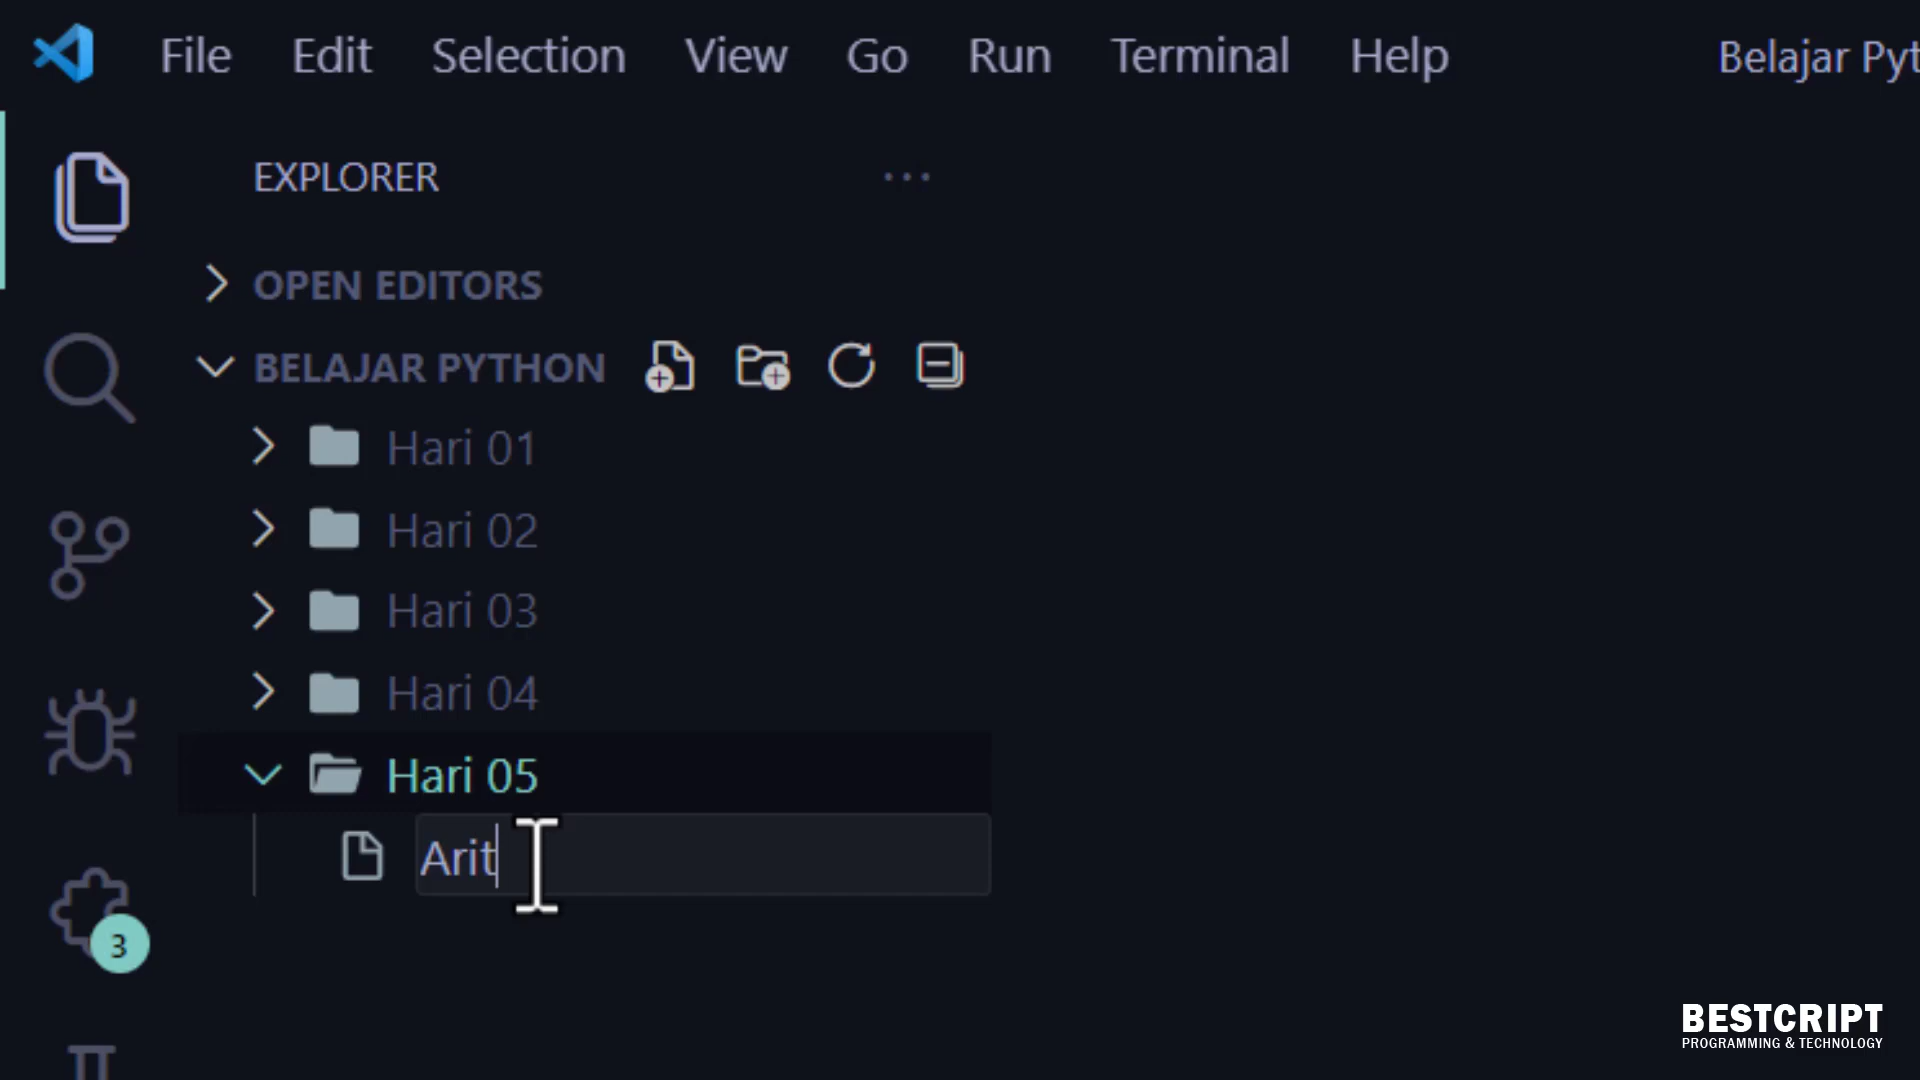 File Edit Selection View Go Run Terminal Help Belajar Pyt
EXPLORER
OPEN EDITORS
BELAJAR PYTHON
Hari 01
Hari 02
Hari 03
Hari 04
Hari 05
Arit
3
BESTCRIPT
PROGRAMMING & TECHNOLOGY